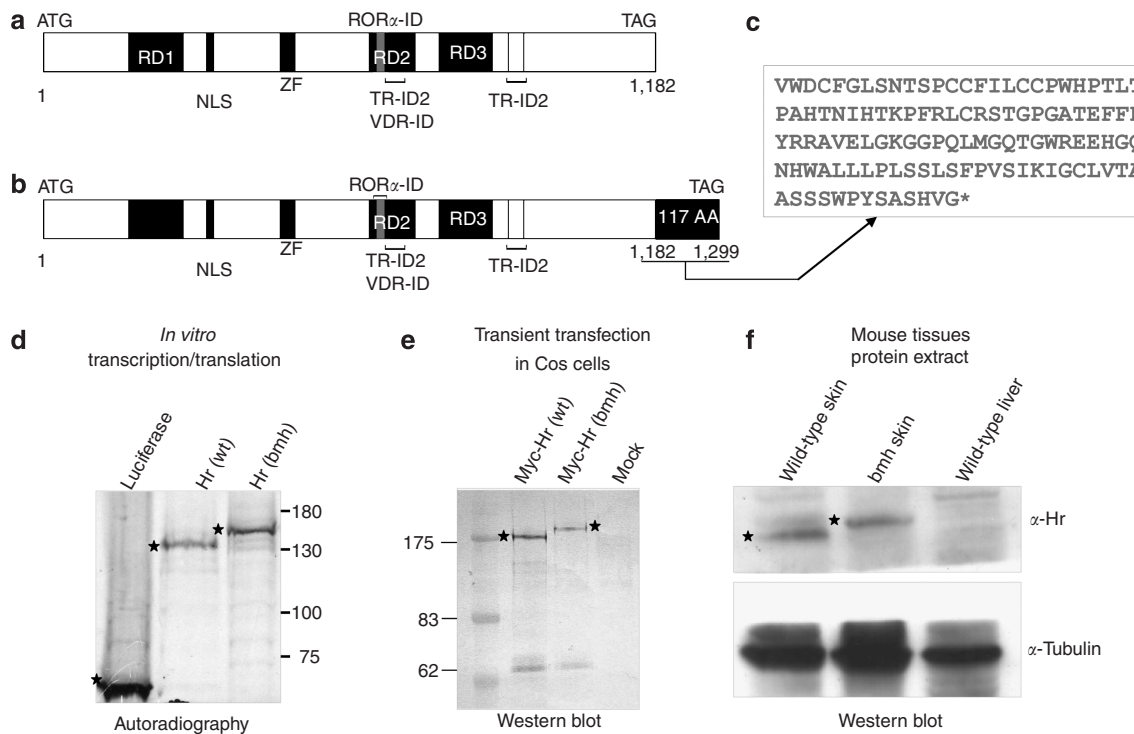 a
ATG
RORα-ID
TAG
RD1
RD2
RD3
1
NLS
ZF
TR-ID2
VDR-ID
TR-ID2
1,182
b
ATG
RORα-ID
TAG
RD2
RD3
117 AA
1
NLS
ZF
TR-ID2
VDR-ID
TR-ID2
1,182 1,299
c
VWDCFGLSNTSPCCFILCCPWHPTLT
PAHTNIHTKPFRLCRSTGPGATEFFF
YRRAVELGKGGPQLMGQTGWREEHGQ
NHWALLLPLSSLSFPVSIKIGCLVTA
ASSSWPYSASHVG*
d
In vitro
transcription/translation
Luciferase
Hr (wt)
Hr (bmh)
180
130
100
75
Autoradiography
e
Transient transfection
in Cos cells
Myc-Hr (wt)
Myc-Hr (bmh)
Mock
175
83
62
Western blot
f
Mouse tissues
protein extract
Wild-type skin
bmh skin
Wild-type liver
α-Hr
α-Tubulin
Western blot